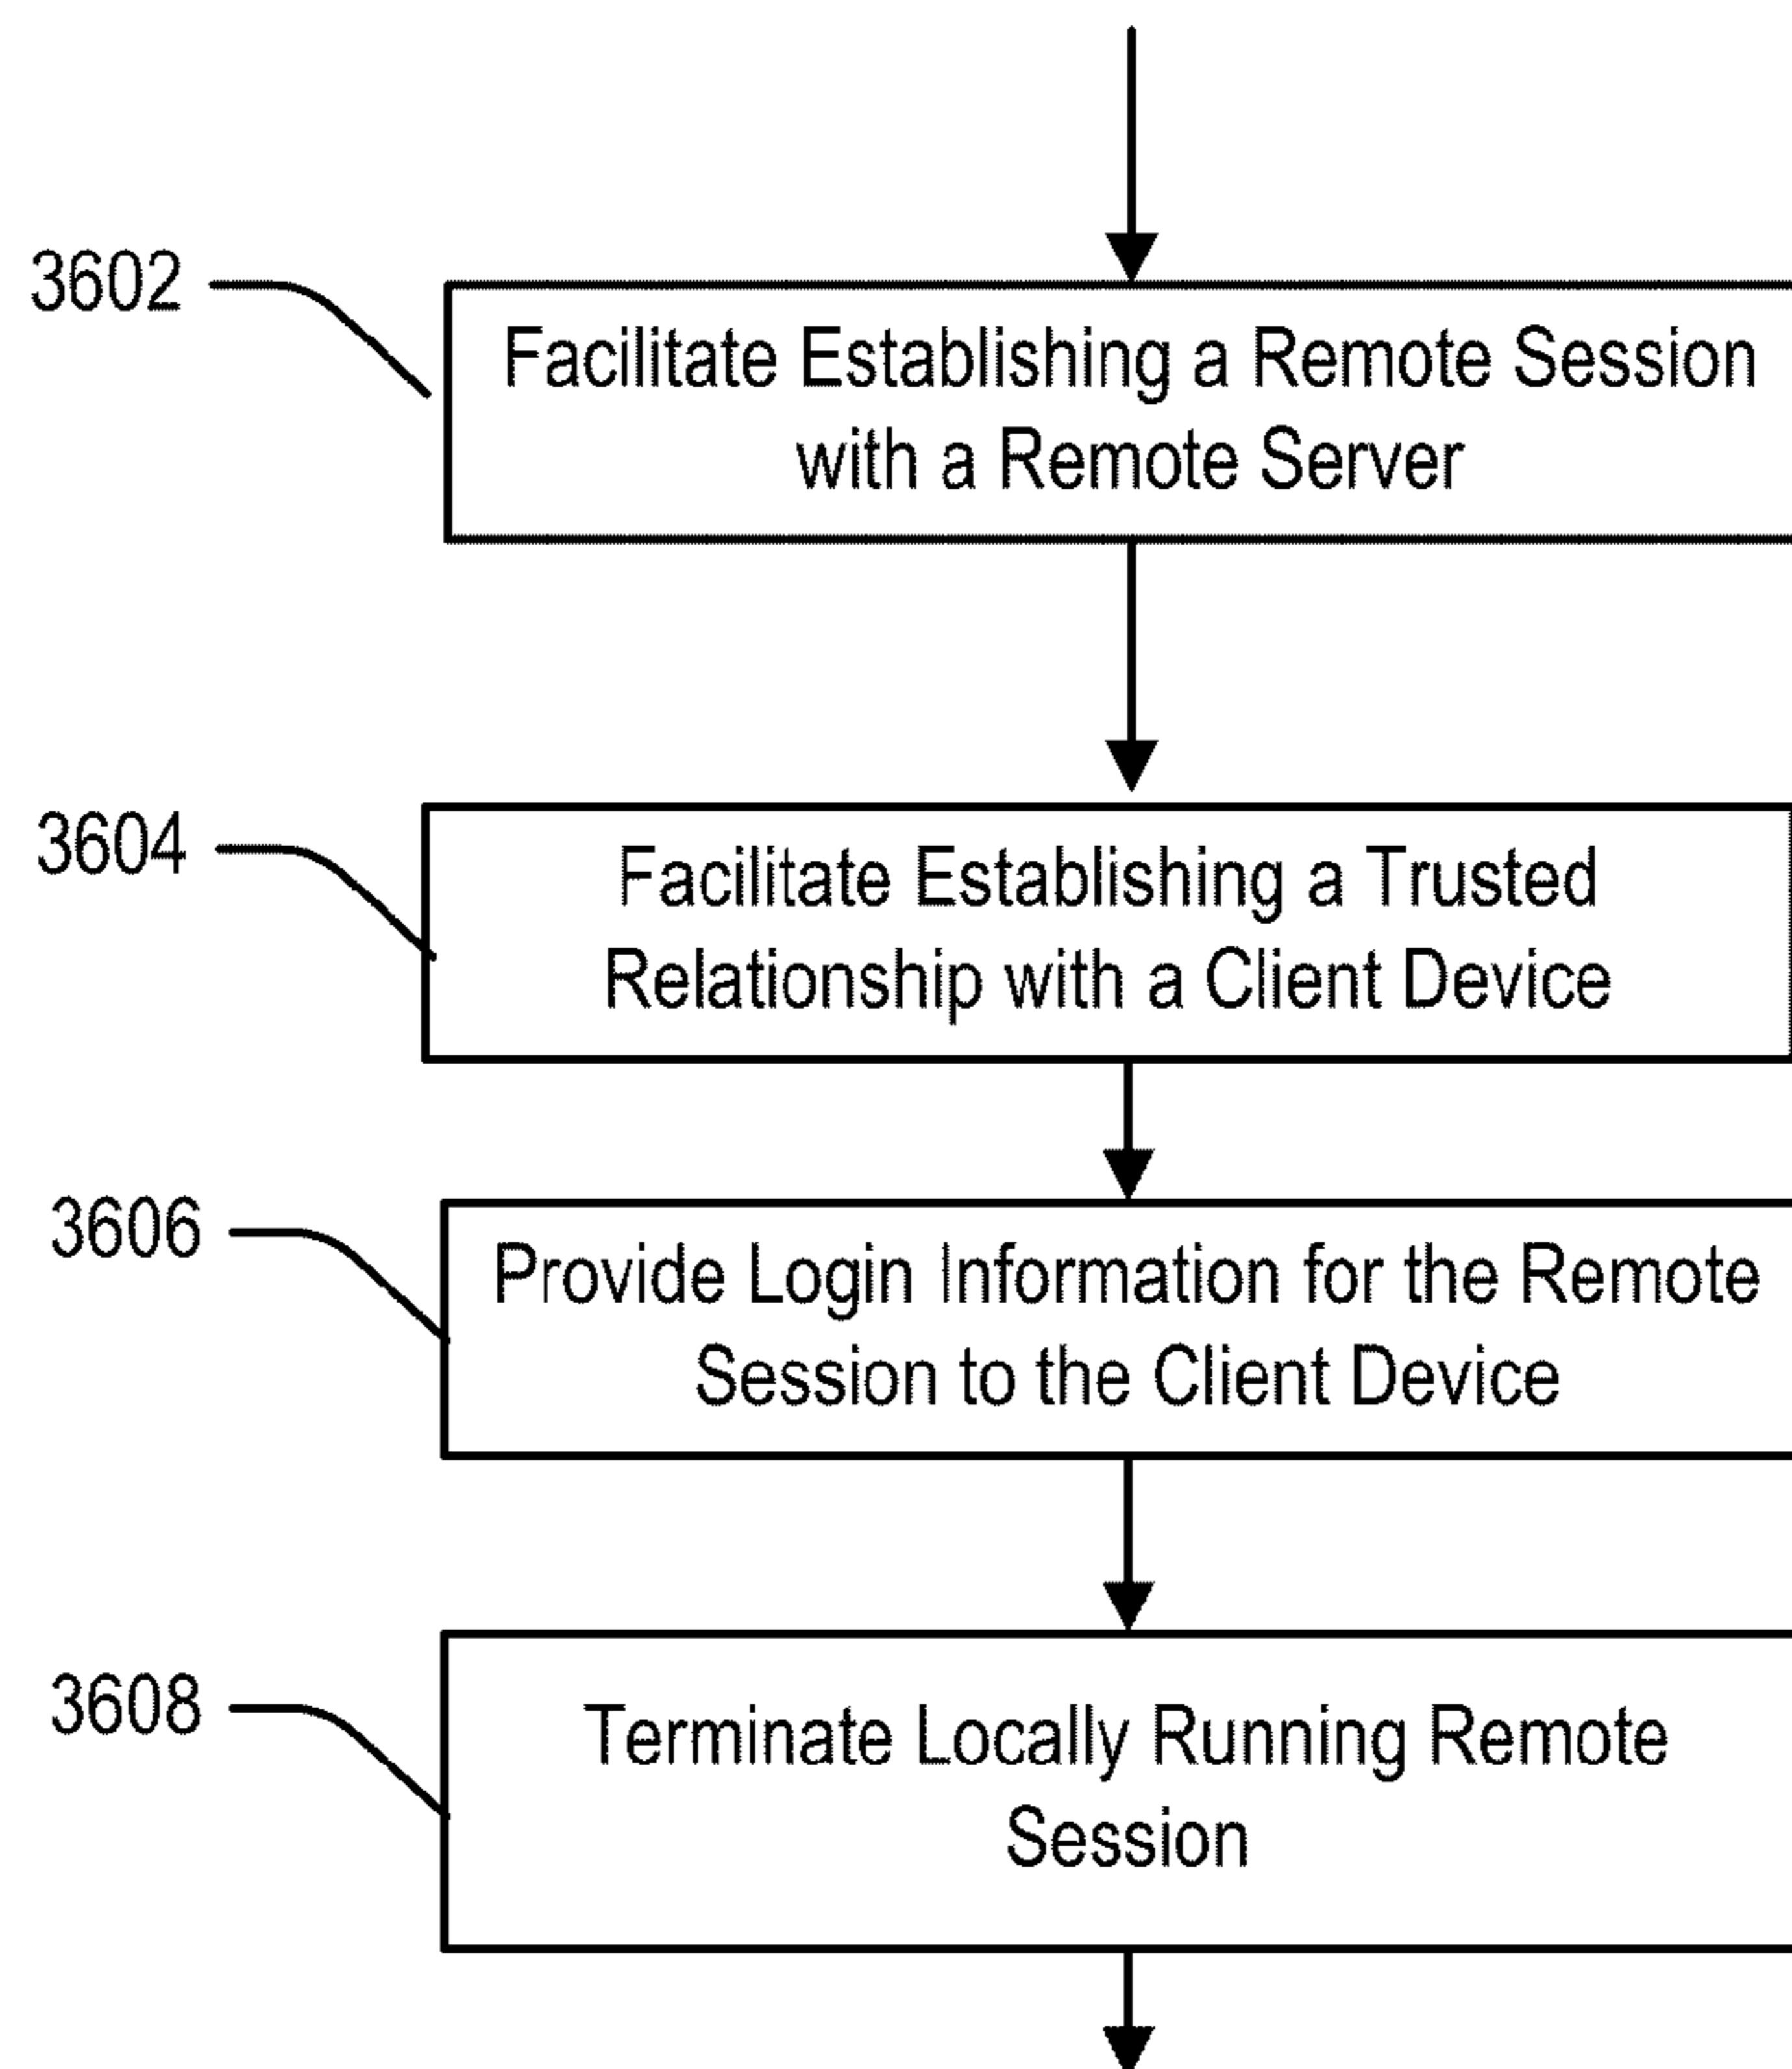 3602
Facilitate Establishing a Remote Session
with a Remote Server
3604
Facilitate Establishing a Trusted
Relationship with a Client Device
3606
Provide Login Information for the Remote
Session to the Client Device
3608
Terminate Locally Running Remote
Session